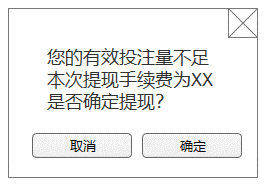 您的有效投注量不足
本次提现手续费为XX
是否确定提现?
取消
确定